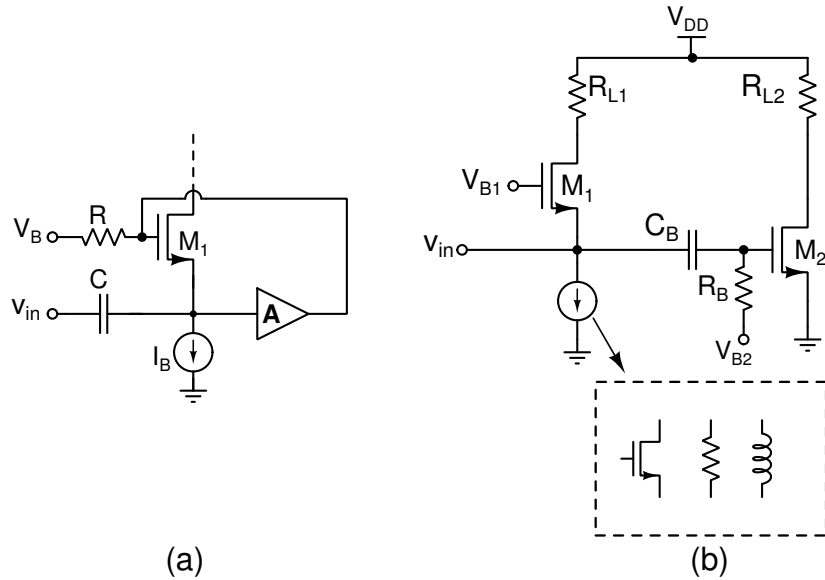 V_B
R
M_1
v_in
C
A
I_B
(a)
V_DD
R_L1
R_L2
V_B1
M_1
v_in
C_B
M_2
R_B
V_B2
(b)